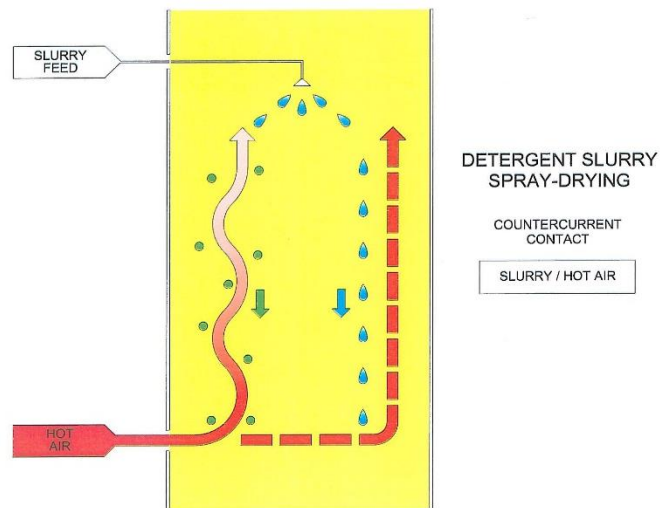 SLURRY
FEED
DETERGENT SLURRY
SPRAY-DRYING
COUNTERCURRENT
CONTACT
SLURRY / HOT AIR
HOT
AIR